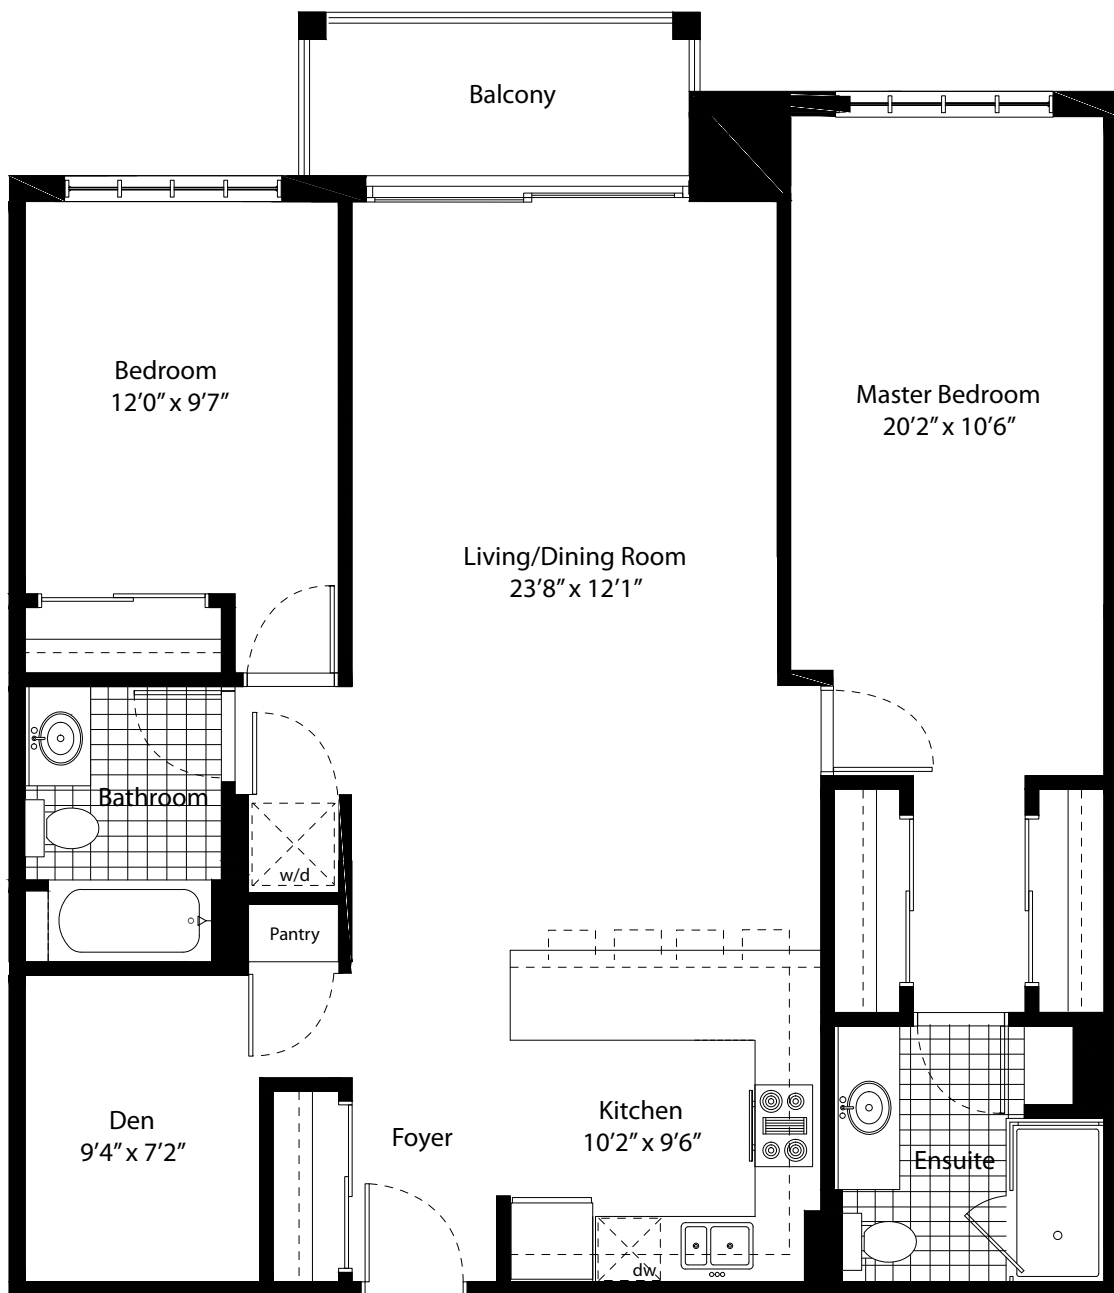 Balcony
Bedroom
12’0” x 9’7”
Master Bedroom
20’2” x 10’6”
Living/Dining Room
23’8” x 12’1”
Bathroom
w/d
Pantry
Den
9’4” x 7’2”
Foyer
Kitchen
10’2” x 9’6”
Ensuite
dw